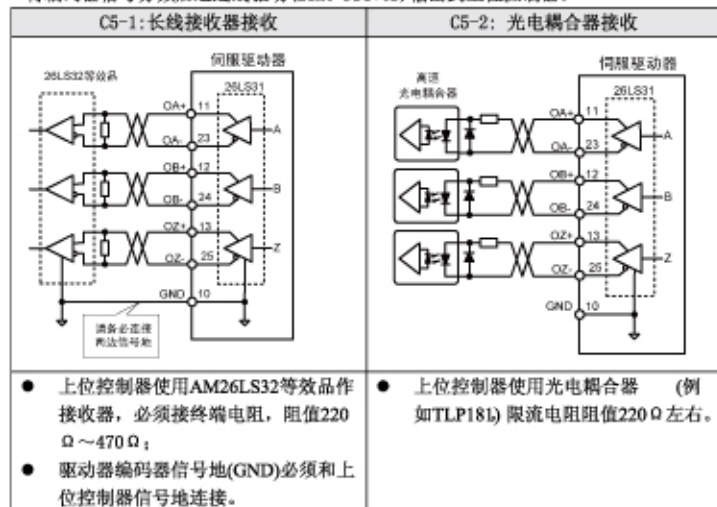 C5-1:长线接收器接收
C5-2: 光电耦合器接收
伺服驱动器
26LS32等效品
26LS31
OA+ 11
OA- 23
A
OB+ 12
OB- 24
B
OZ+ 13
OZ- 25
Z
GND 10
请务必连接
两边信号地
伺服驱动器
高速
光电耦合器
26LS31
OA+ 11
OA- 23
A
OB+ 12
OB- 24
B
OZ+ 13
OZ- 25
Z
GND 10
● 上位控制器使用AM26LS32等效品作
接收器，必须接终端电阻，阻值220
Ω～470Ω；
● 驱动器编码器信号地(GND)必须和上
位控制器信号地连接。
● 上位控制器使用光电耦合器 (例
如TLP181,) 限流电阻阻值220Ω左右。